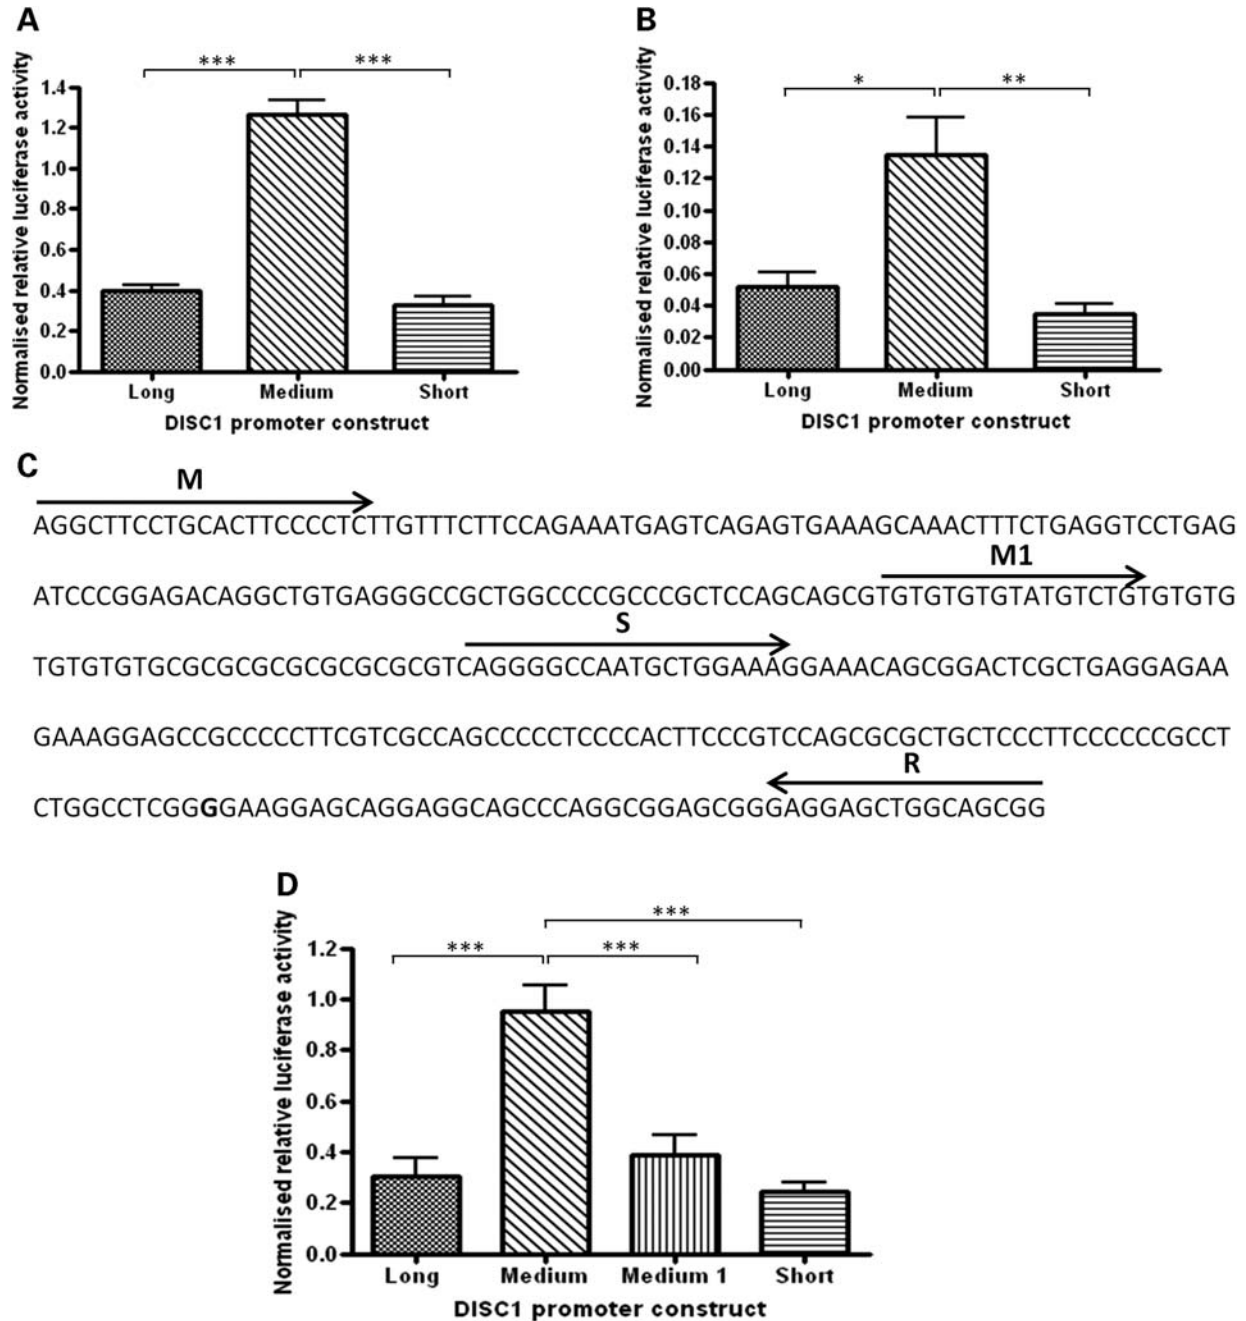 A
Normalised relative luciferase activity
*** ***
1.4
1.2
1.0
0.8
0.6
0.4
0.2
0.0
Long Medium Short
DISC1 promoter construct
B
Normalised relative luciferase activity
* **
0.18
0.16
0.14
0.12
0.10
0.08
0.06
0.04
0.02
0.00
Long Medium Short
DISC1 promoter construct
C
M
AGGCTTCCTGCACTTCCCCTCTTGTTTCTTCCAGAAATGAGTCAGAGTGAAAGCAAACTTTCTGAGGTCCTGAG
M1
ATCCCGGAGACAGGCTGTGAGGGCCGCTGGCCCCGCCCGCTCCAGCAGCGTGTGTGTGTATGTCTGTGTGTG
S
TGTGTGTGCGCGCGCGCGCGCGCGTCAGGGGCCAATGCTGGAAAGGAAACAGCGGACTCGCTGAGGAGAA
GAAAGGAGCCGCCCCCTTCGTCGCCAGCCCCCTCCCCACTTCCCGTCCAGCGCGCTGCTCCCTTCCCCCCGCCT
R
CTGGCCTCGGGGGAAGGAGCAGGAGGCAGCCCAGGCGGAGCGGGAGGAGCTGGCAGCGG
D
Normalised relative luciferase activity
***
*** ***
1.2
1.0
0.8
0.6
0.4
0.2
0.0
Long Medium Medium 1 Short
DISC1 promoter construct